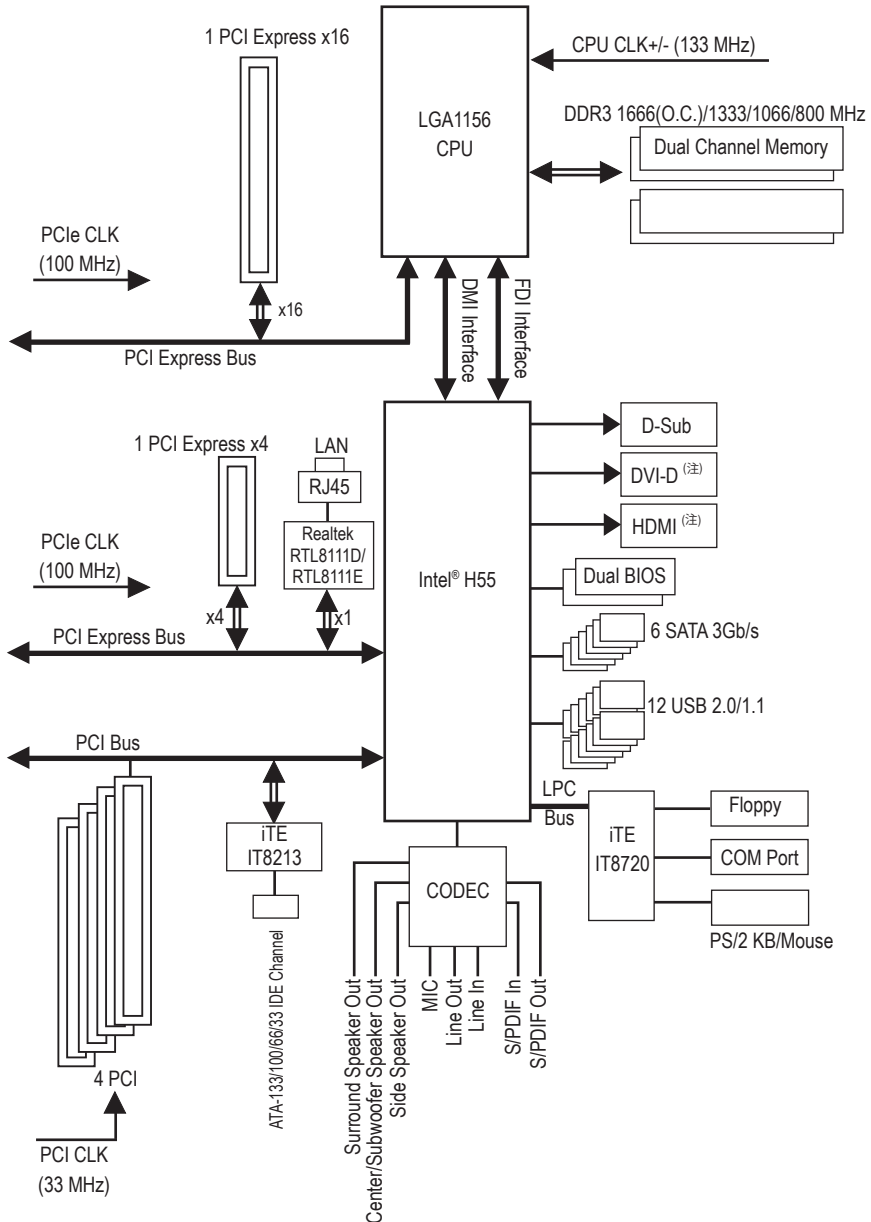 1 PCI Express x16
CPU CLK+/- (133 MHz)
LGA1156
CPU
DDR3 1666(O.C.)/1333/1066/800 MHz
Dual Channel Memory
PCIe CLK
(100 MHz)
x16
PCI Express Bus
DMI Interface
FDI Interface
1 PCI Express x4
LAN
RJ45
Realtek
RTL8111D/
RTL8111E
PCIe CLK
(100 MHz)
x4
x1
PCI Express Bus
Intel® H55
D-Sub
DVI-D (注)
HDMI (注)
Dual BIOS
6 SATA 3Gb/s
12 USB 2.0/1.1
PCI Bus
LPC
Bus
iTE
IT8213
iTE
IT8720
Floppy
COM Port
PS/2 KB/Mouse
CODEC
ATA-133/100/66/33 IDE Channel
Surround Speaker Out
Center/Subwoofer Speaker Out
Side Speaker Out
MIC
Line Out
Line In
S/PDIF In
S/PDIF Out
4 PCI
PCI CLK
(33 MHz)